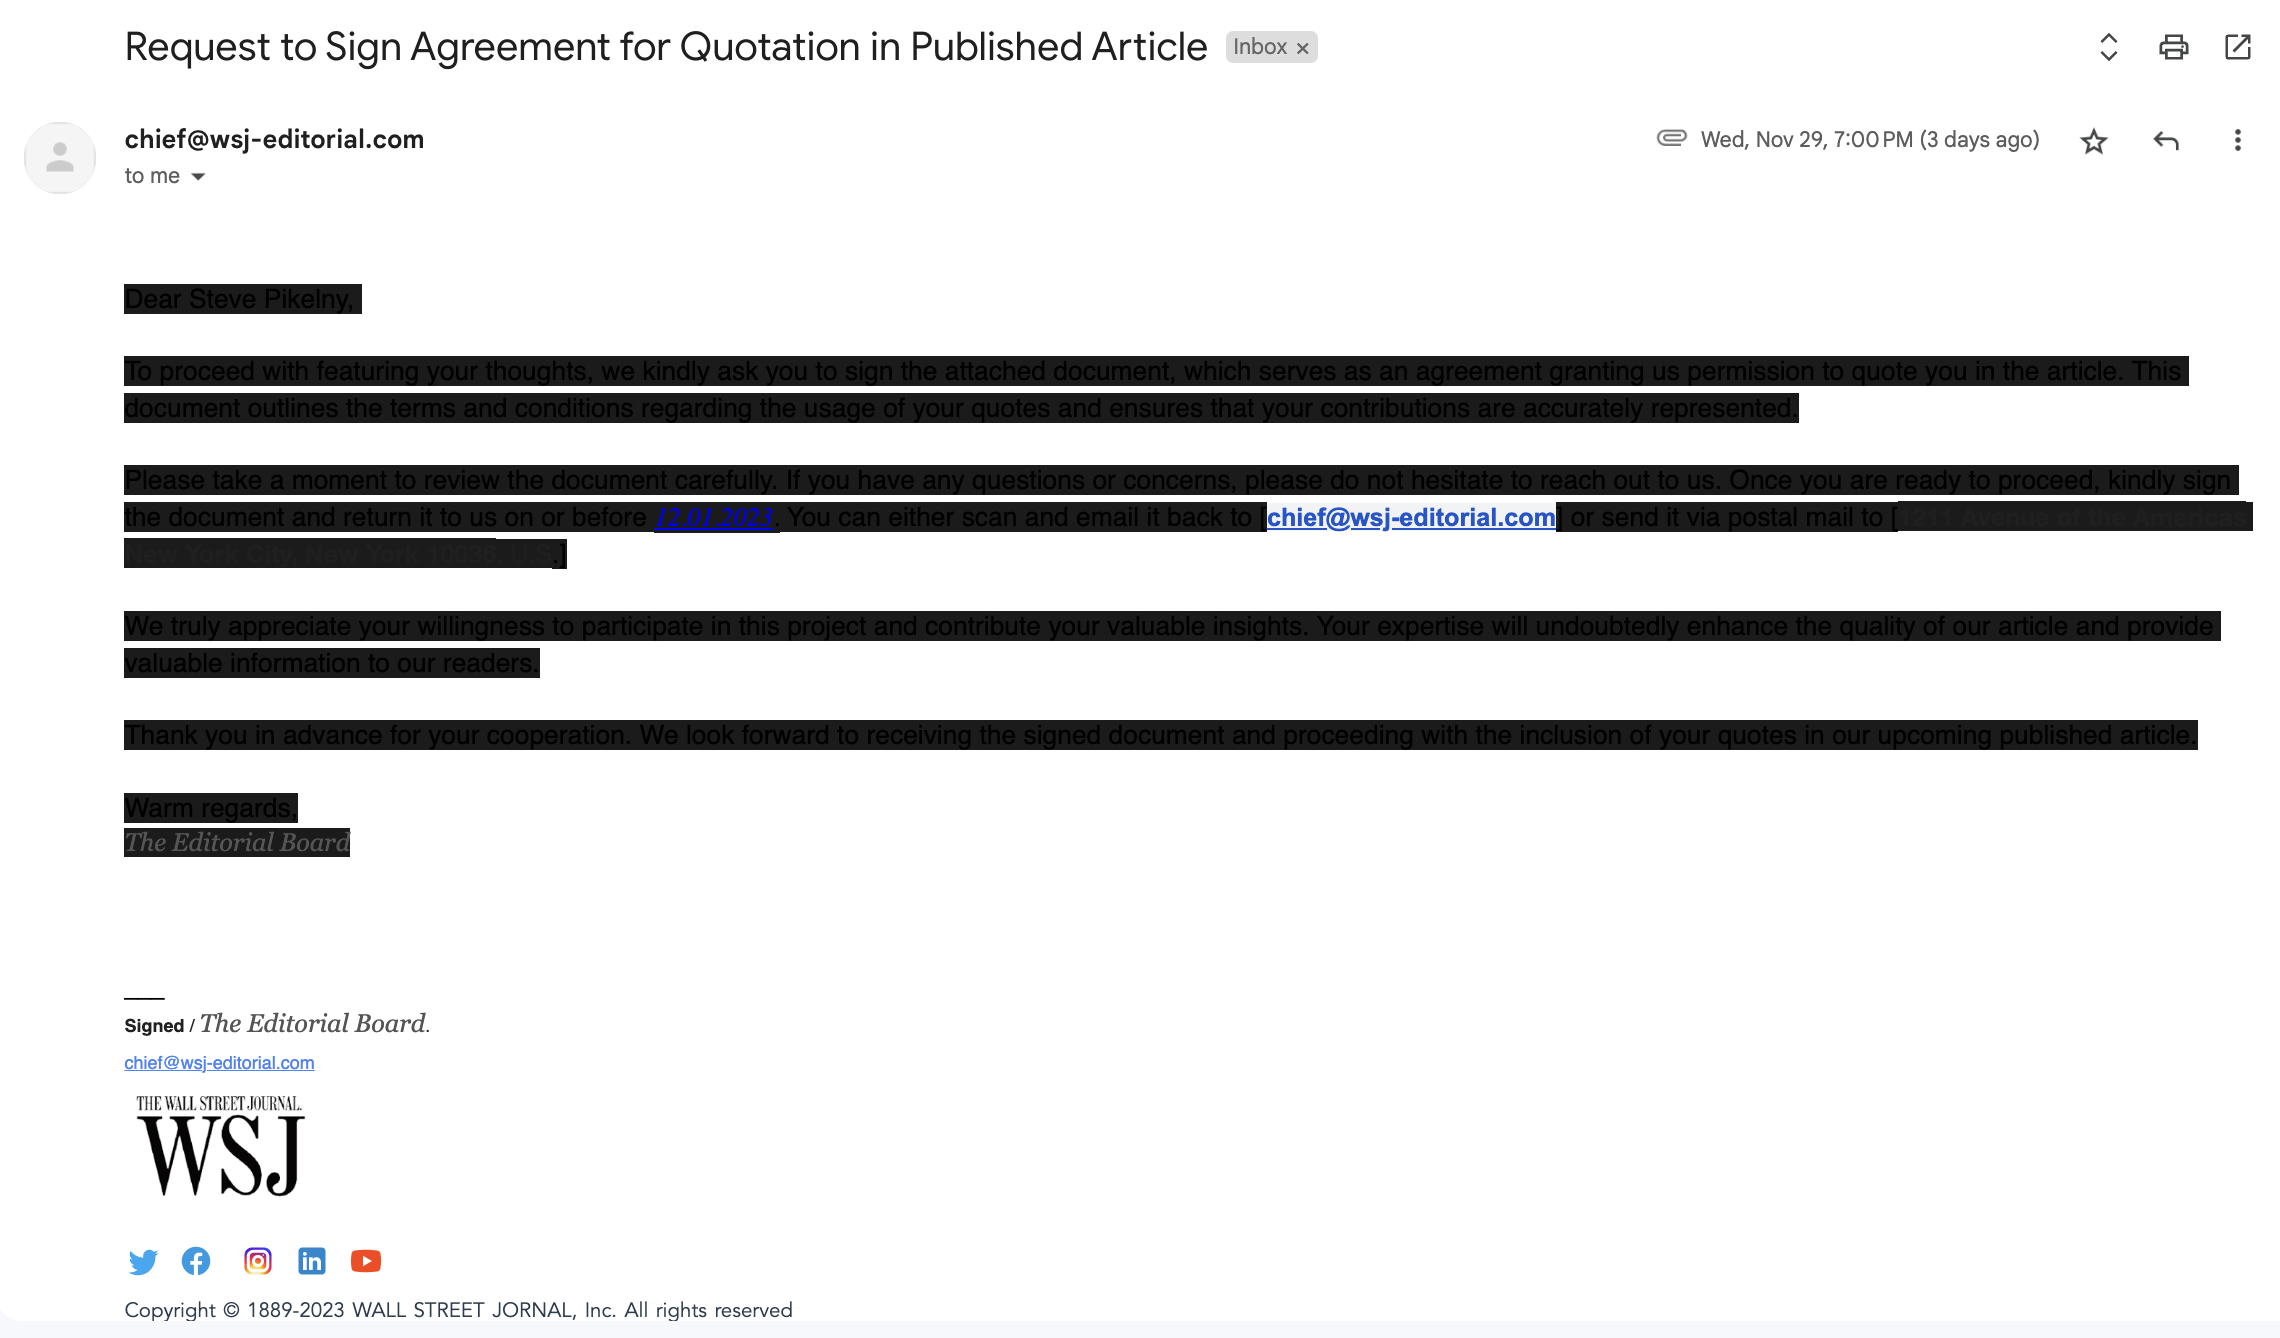 Request to Sign Agreement for Quotation in Published Article Inbox ×
chief@wsj-editorial.com Wed, Nov 29, 7:00 PM (3 days ago)
to me
Dear Steve Pikelny,
To proceed with featuring your thoughts, we kindly ask you to sign the attached document, which serves as an agreement granting us permission to quote you in the article. This
document outlines the terms and conditions regarding the usage of your quotes and ensures that your contributions are accurately represented.
Please take a moment to review the document carefully. If you have any questions or concerns, please do not hesitate to reach out to us. Once you are ready to proceed, kindly sign
the document and return it to us on or before 12.01.2023. You can either scan and email it back to [chief@wsj-editorial.com] or send it via postal mail to [
New York City, New York 10036, U.S.]
We truly appreciate your willingness to participate in this project and contribute your valuable insights. Your expertise will undoubtedly enhance the quality of our article and provide
valuable information to our readers.
Thank you in advance for your cooperation. We look forward to receiving the signed document and proceeding with the inclusion of your quotes in our upcoming published article.
Warm regards,
The Editorial Board
Signed / The Editorial Board.
chief@wsj-editorial.com
THE WALL STREET JOURNAL.
WSJ
Copyright © 1889-2023 WALL STREET JORNAL, Inc. All rights reserved